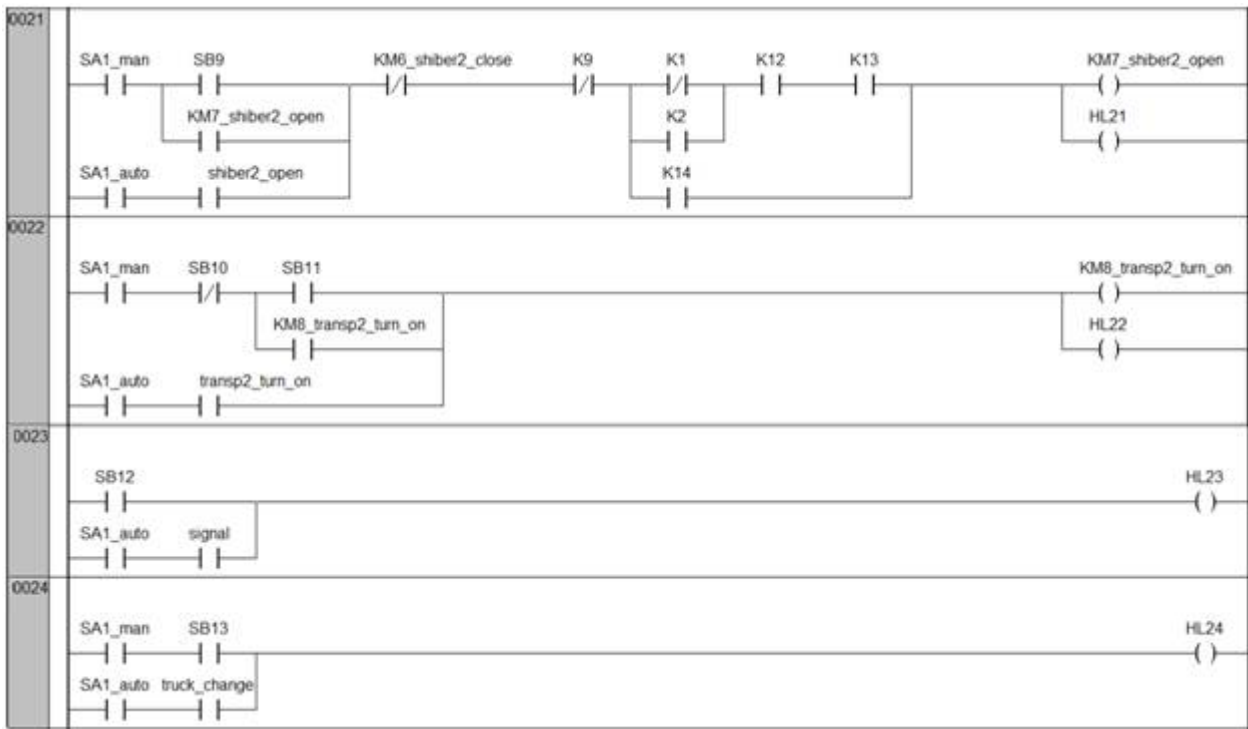 0021
SA1_man SB9 KM6_shiber2_close K9 K1 K12 K13 KM7_shiber2_open
KM7_shiber2_open K2 HL21
SA1_auto shiber2_open K14
0022
SA1_man SB10 SB11 KM8_transp2_turn_on
KM8_transp2_turn_on HL22
SA1_auto transp2_turn_on
0023
SB12 HL23
SA1_auto signal
0024
SA1_man SB13 HL24
SA1_auto truck_change